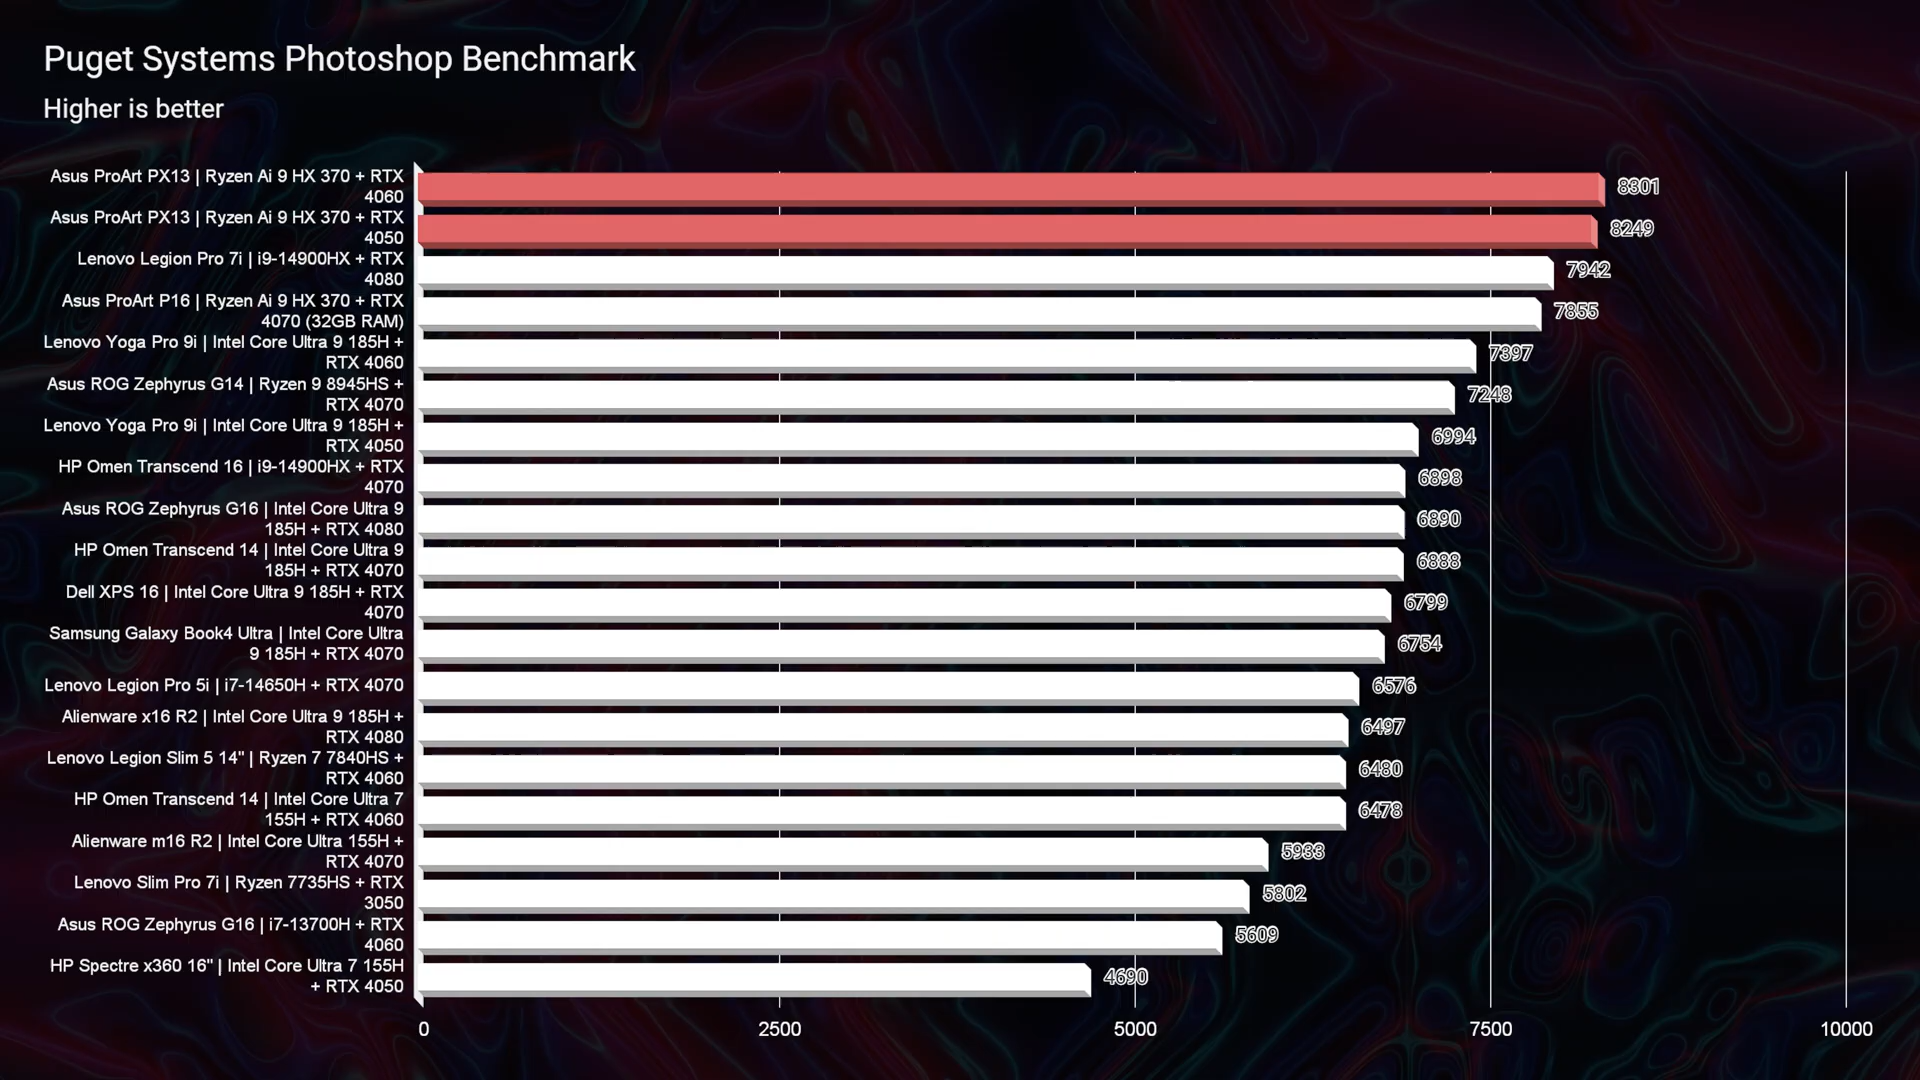 Puget Systems Photoshop Benchmark
Higher is better
Asus ProArt PX13 | Ryzen Ai 9 HX 370 + RTX
4060
8301
Asus ProArt PX13 | Ryzen Ai 9 HX 370 + RTX
4050
8249
Lenovo Legion Pro 7i | i9-14900HX + RTX
4080
7942
Asus ProArt P16 | Ryzen Ai 9 HX 370 + RTX
4070 (32GB RAM)
7855
Lenovo Yoga Pro 9i | Intel Core Ultra 9 185H +
RTX 4060
7397
Asus ROG Zephyrus G14 | Ryzen 9 8945HS +
RTX 4070
7248
Lenovo Yoga Pro 9i | Intel Core Ultra 9 185H +
RTX 4050
6994
HP Omen Transcend 16 | i9-14900HX + RTX
4070
6898
Asus ROG Zephyrus G16 | Intel Core Ultra 9
185H + RTX 4080
6890
HP Omen Transcend 14 | Intel Core Ultra 9
185H + RTX 4070
6888
Dell XPS 16 | Intel Core Ultra 9 185H + RTX
4070
6799
Samsung Galaxy Book4 Ultra | Intel Core Ultra
9 185H + RTX 4070
6754
Lenovo Legion Pro 5i | i7-14650H + RTX 4070
6576
Alienware x16 R2 | Intel Core Ultra 9 185H +
RTX 4080
6497
Lenovo Legion Slim 5 14" | Ryzen 7 7840HS +
RTX 4060
6480
HP Omen Transcend 14 | Intel Core Ultra 7
155H + RTX 4060
6478
Alienware m16 R2 | Intel Core Ultra 155H +
RTX 4070
5933
Lenovo Slim Pro 7i | Ryzen 7735HS + RTX
3050
5802
Asus ROG Zephyrus G16 | i7-13700H + RTX
4060
5609
HP Spectre x360 16" | Intel Core Ultra 7 155H
+ RTX 4050
4690
0 2500 5000 7500 10000